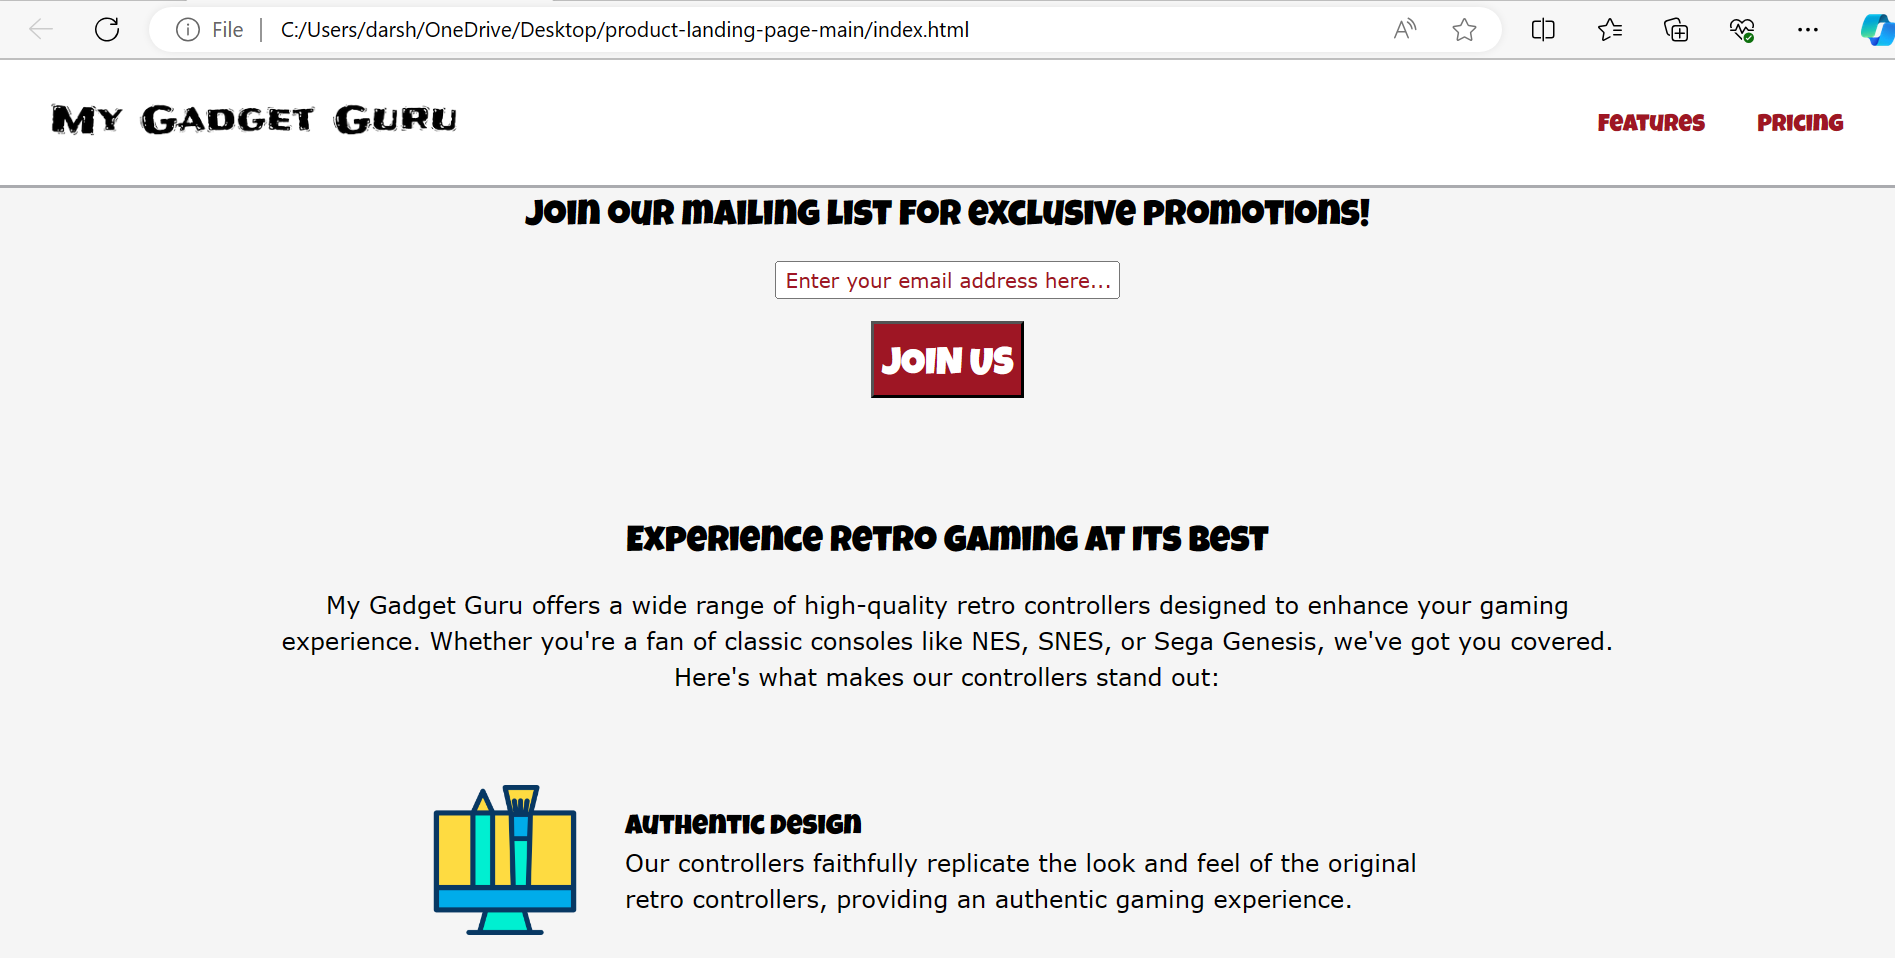 File
C:/Users/darsh/OneDrive/Desktop/product-landing-page-main/index.html
My Gadget Guru
Features Pricing
Join our mailing list for exclusive promotions!
Enter your email address here...
JOIN US
Experience Retro Gaming at its Best
My Gadget Guru offers a wide range of high-quality retro controllers designed to enhance your gaming
experience. Whether you're a fan of classic consoles like NES, SNES, or Sega Genesis, we've got you covered.
Here's what makes our controllers stand out:
Authentic Design
Our controllers faithfully replicate the look and feel of the original
retro controllers, providing an authentic gaming experience.